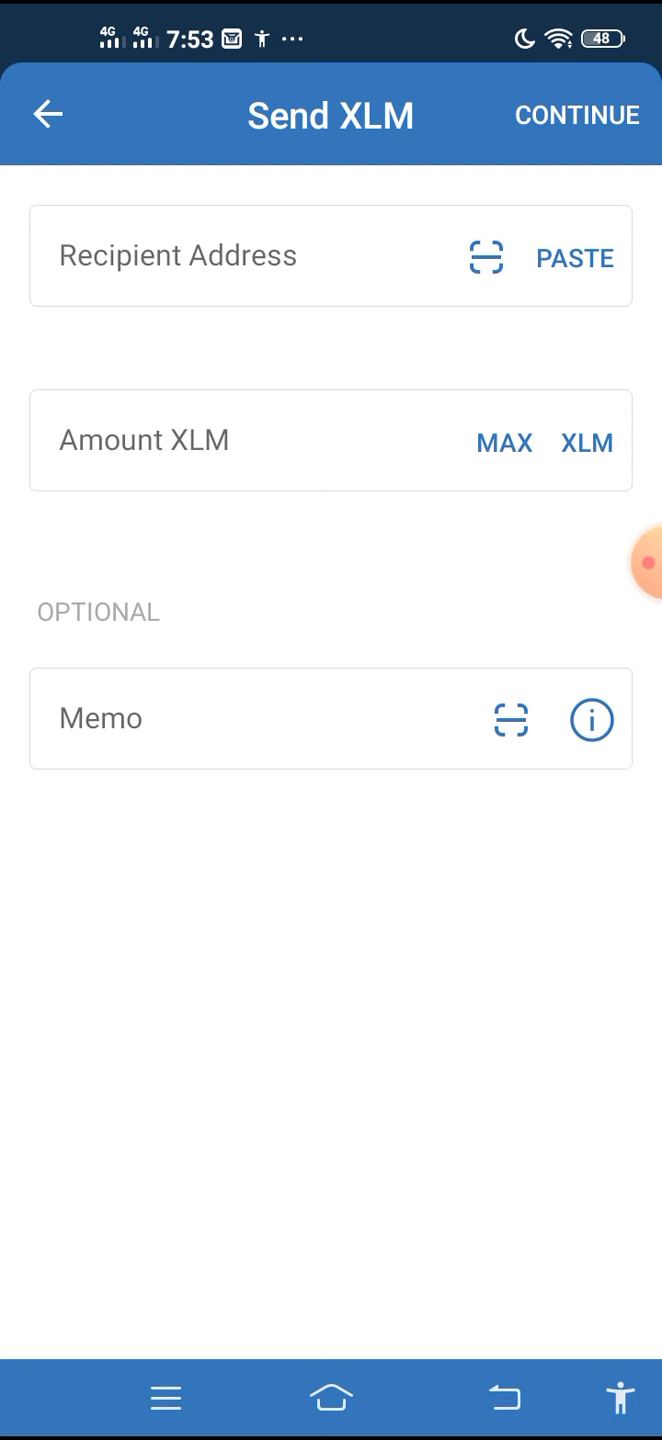 4G 4G 7:53 48
Send XLM CONTINUE
Recipient Address PASTE
Amount XLM MAX XLM
OPTIONAL
Memo